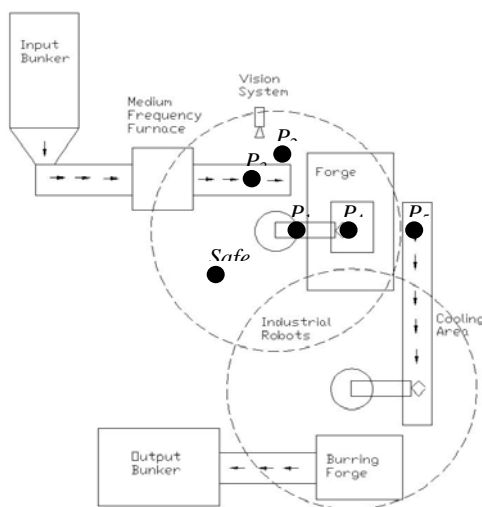 Input
Bunker
Vision
System
Medium
Frequency
Furnace
Forge
Safe
Industrial
Robots
Cooling
Area
Output
Bunker
Burring
Forge